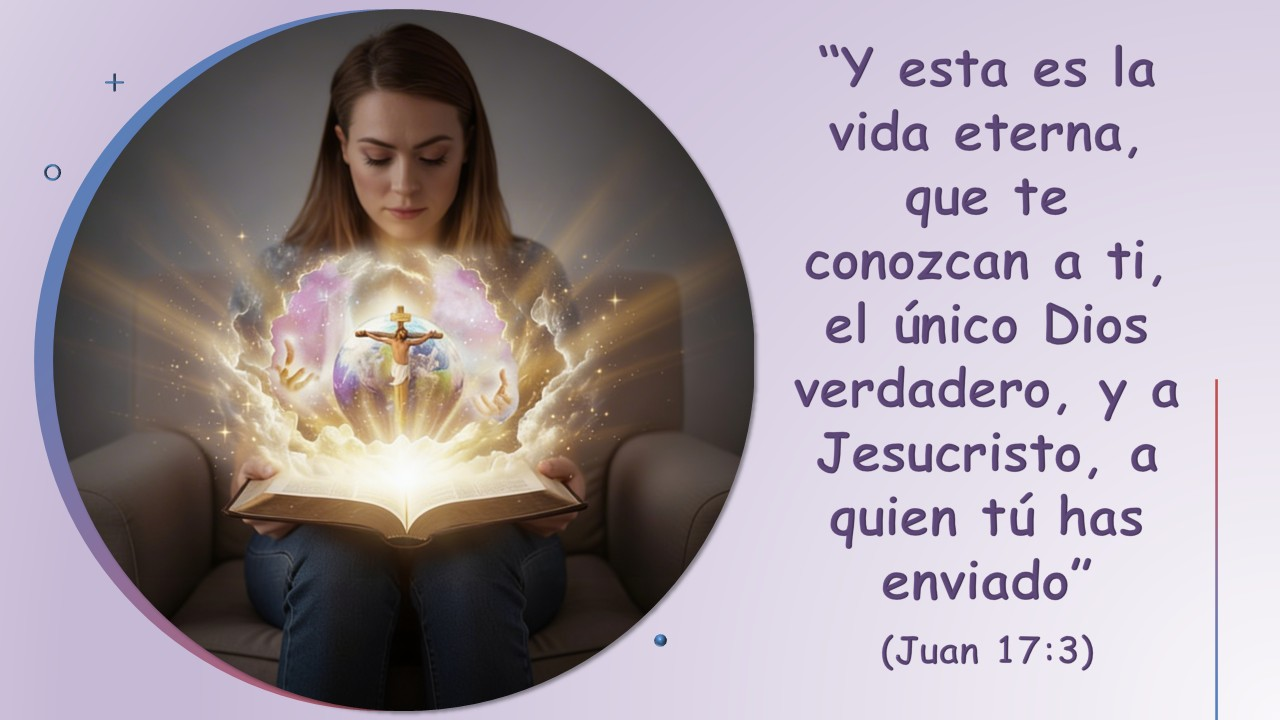 “Y esta es la
vida eterna,
que te
conozcan a ti,
el único Dios
verdadero, y a
Jesucristo, a
quien tú has
enviado”
(Juan 17:3)